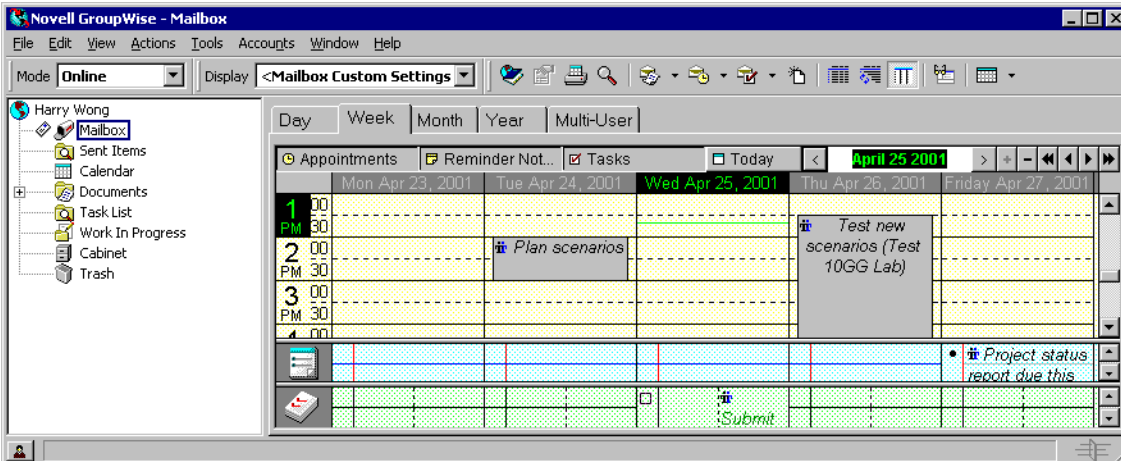 Novell GroupWise - Mailbox
File Edit View Actions Tools Accounts Window Help
Mode Online Display <Mailbox Custom Settings
Harry Wong
Mailbox
Sent Items
Calendar
Documents
Task List
Work In Progress
Cabinet
Trash
Day Week Month Year Multi-User
Appointments Reminder Not... Tasks Today < April 25 2001 >
Mon Apr 23, 2001 Tue Apr 24, 2001 Wed Apr 25, 2001 Thu Apr 26, 2001 Friday Apr 27, 2001
1 00
PM 30
2 00
PM 30
3 00
PM 30
4 00
Plan scenarios
Test new
scenarios (Test
10GG Lab)
Project status
report due this
Submit